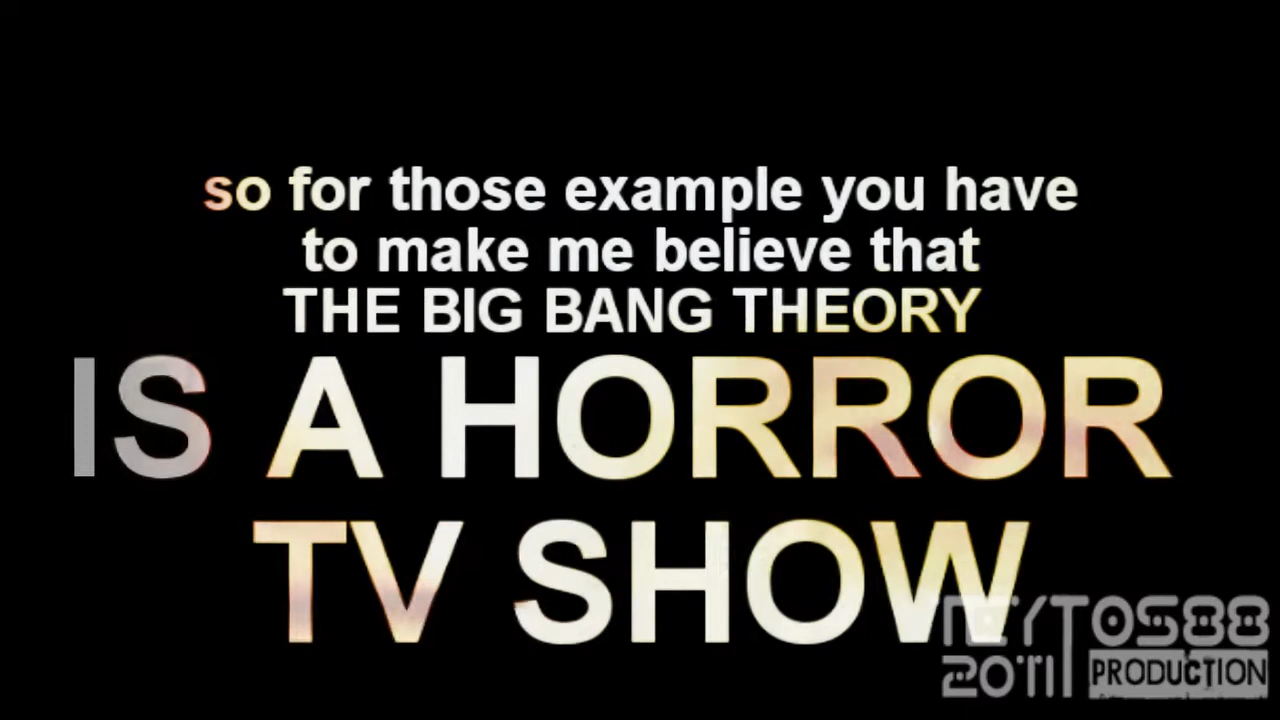 so for those example you have
to make me believe that
THE BIG BANG THEORY
IS A HORROR
TV SHOW
PRODUCTION